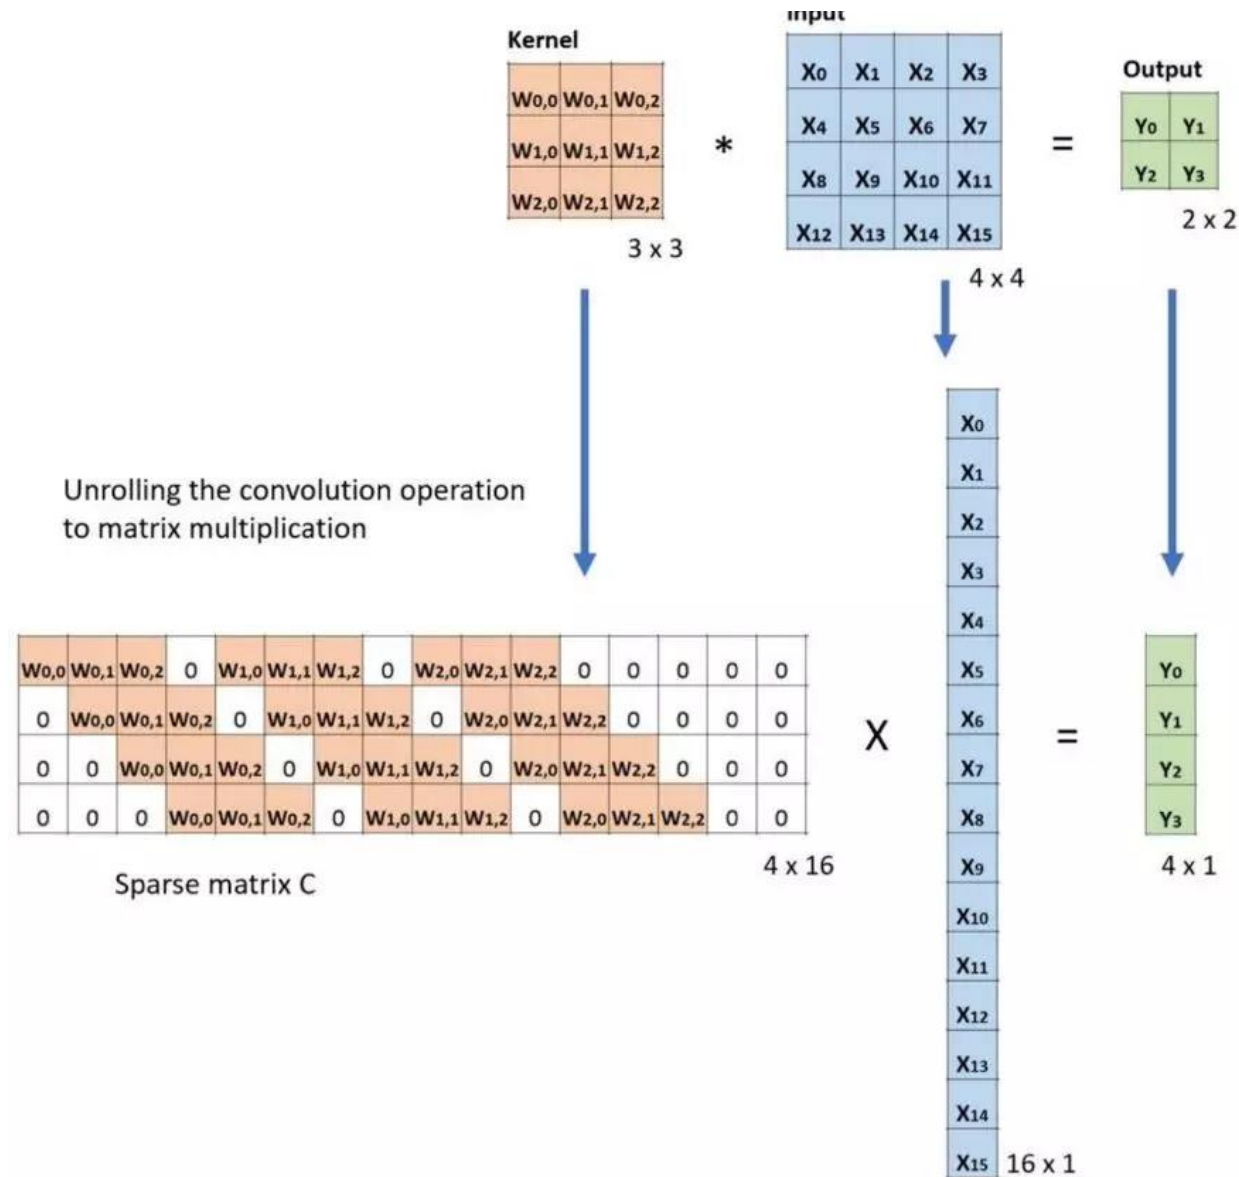 Kernel
W0,0 W0,1 W0,2
W1,0 W1,1 W1,2
W2,0 W2,1 W2,2
3 x 3
*
Input
X0 X1 X2 X3
X4 X5 X6 X7
X8 X9 X10 X11
X12 X13 X14 X15
4 x 4
=
Output
Y0 Y1
Y2 Y3
2 x 2
Unrolling the convolution operation
to matrix multiplication
W0,0 W0,1 W0,2 0 W1,0 W1,1 W1,2 0 W2,0 W2,1 W2,2 0 0 0 0 0
0 W0,0 W0,1 W0,2 0 W1,0 W1,1 W1,2 0 W2,0 W2,1 W2,2 0 0 0 0
0 0 W0,0 W0,1 W0,2 0 W1,0 W1,1 W1,2 0 W2,0 W2,1 W2,2 0 0 0
0 0 0 W0,0 W0,1 W0,2 0 W1,0 W1,1 W1,2 0 W2,0 W2,1 W2,2 0 0
4 x 16
Sparse matrix C
X
X0
X1
X2
X3
X4
X5
X6
X7
X8
X9
X10
X11
X12
X13
X14
X15
16 x 1
=
Y0
Y1
Y2
Y3
4 x 1